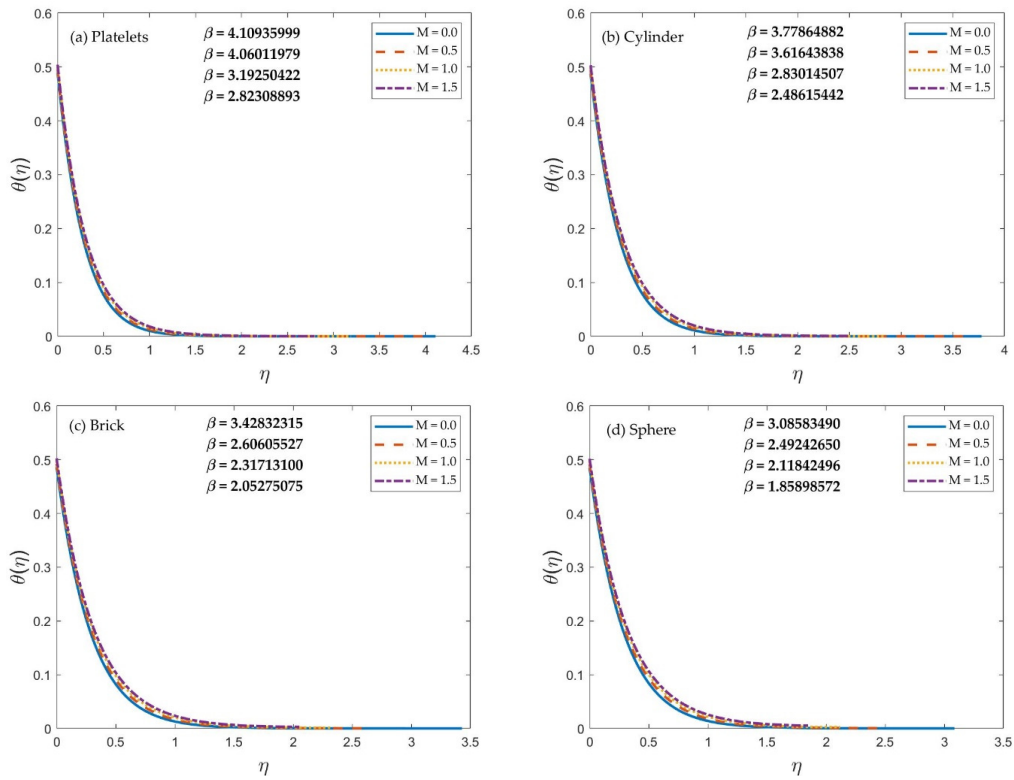 (a) Platelets
β = 4.10935999
β = 4.06011979
β = 3.19250422
β = 2.82308893
M = 0.0
M = 0.5
M = 1.0
M = 1.5
0.6
0.5
0.4
0.3
0.2
0.1
0
θ(η)
0 0.5 1 1.5 2 2.5 3 3.5 4 4.5
η
(b) Cylinder
β = 3.77864882
β = 3.61643838
β = 2.83014507
β = 2.48615442
M = 0.0
M = 0.5
M = 1.0
M = 1.5
0.6
0.5
0.4
0.3
0.2
0.1
0
θ(η)
0 0.5 1 1.5 2 2.5 3 3.5 4
η
(c) Brick
β = 3.42832315
β = 2.60605527
β = 2.31713100
β = 2.05275075
M = 0.0
M = 0.5
M = 1.0
M = 1.5
0.6
0.5
0.4
0.3
0.2
0.1
0
θ(η)
0 0.5 1 1.5 2 2.5 3 3.5
η
(d) Sphere
β = 3.08583490
β = 2.49242650
β = 2.11842496
β = 1.85898572
M = 0.0
M = 0.5
M = 1.0
M = 1.5
0.6
0.5
0.4
0.3
0.2
0.1
0
θ(η)
0 0.5 1 1.5 2 2.5 3 3.5
η